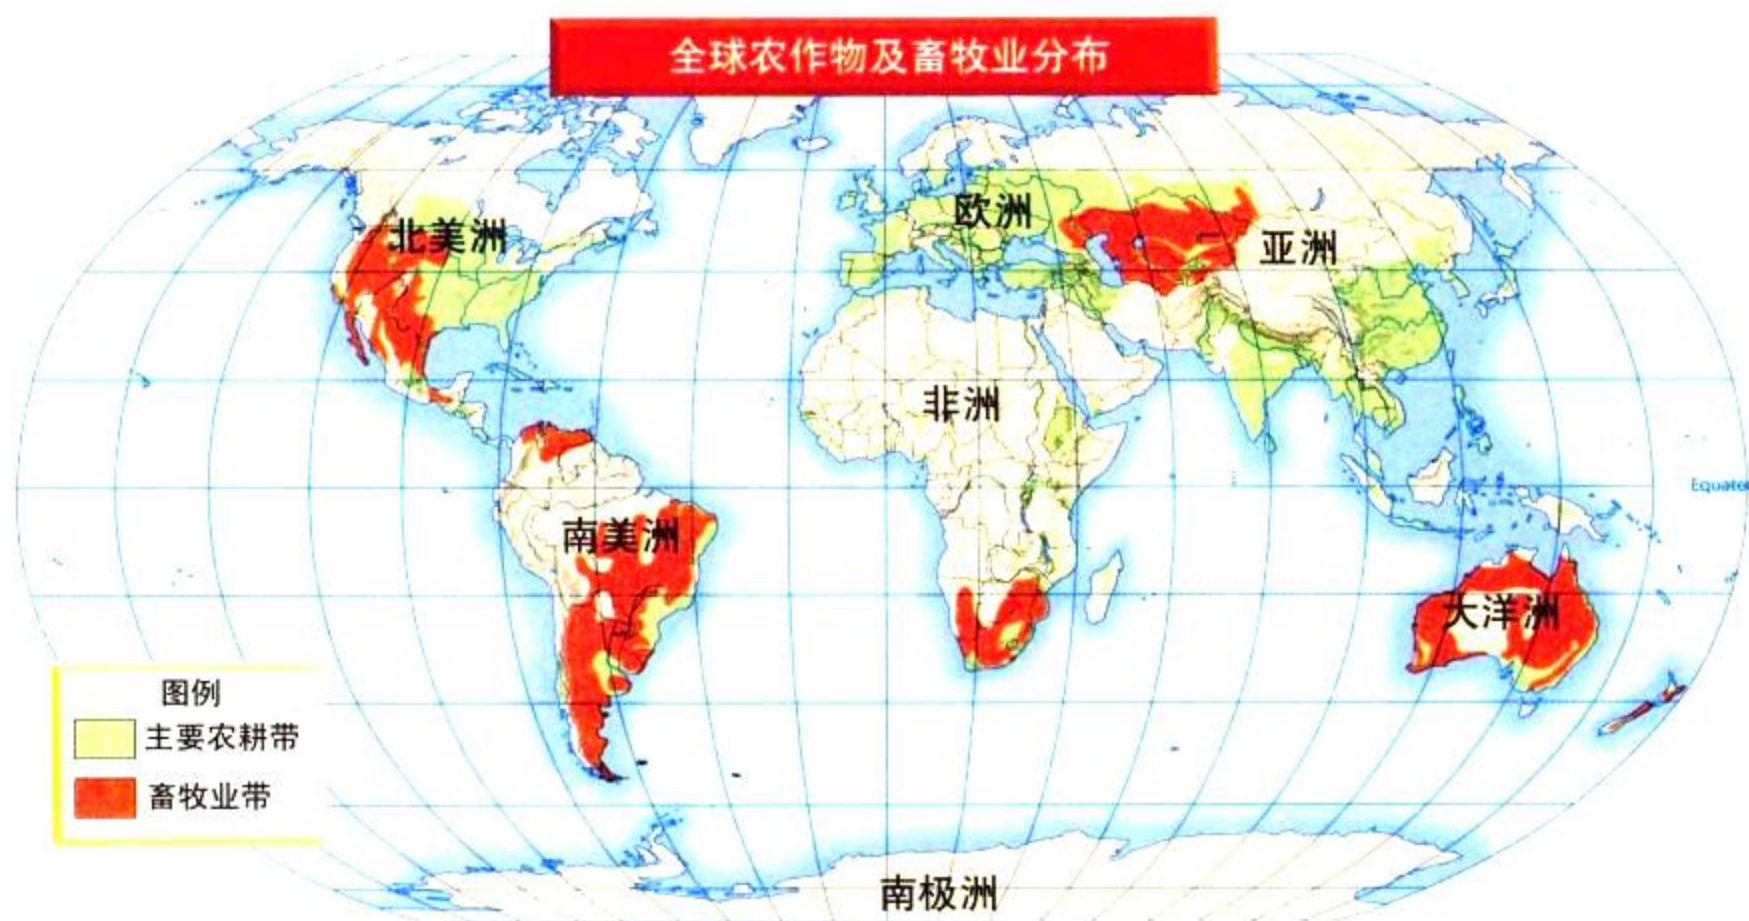 全球农作物及畜牧业分布
北美洲
欧洲
亚洲
非洲
Equator
南美洲
大洋洲
图例
主要农耕带
畜牧业带
南极洲